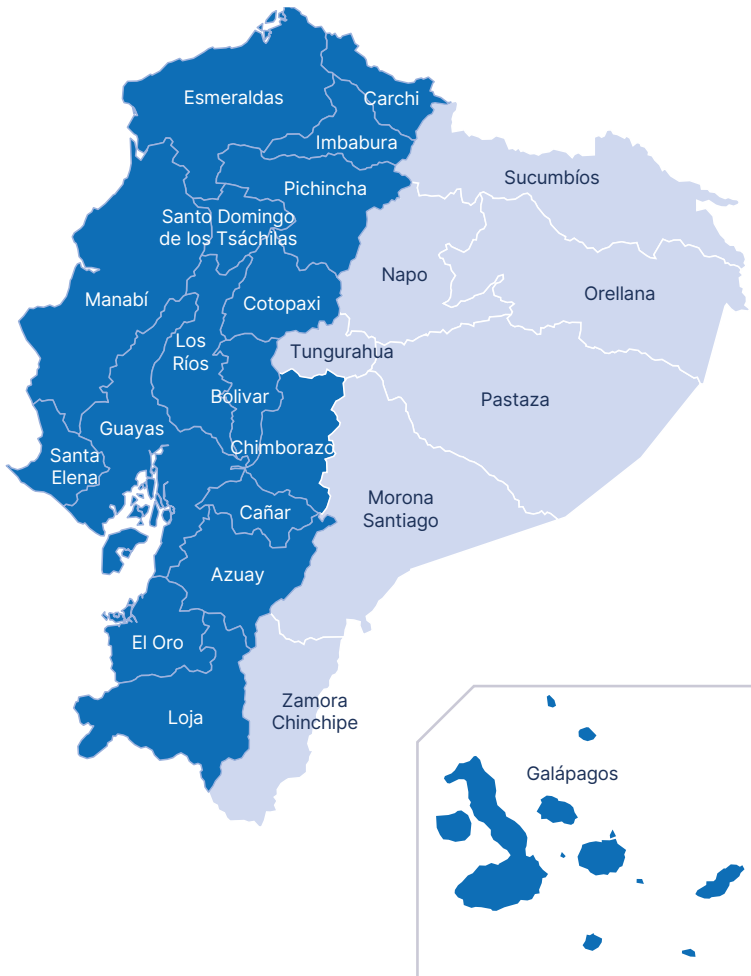 Esmeraldas
Carchi
Imbabura
Sucumbíos
Pichincha
Santo Domingo
de los Tsáchilas
Napo
Orellana
Manabí
Cotopaxi
Los
Ríos
Tungurahua
Bolivar
Pastaza
Guayas
Chimborazo
Santa
Elena
Morona
Santiago
Cañar
Azuay
El Oro
Loja
Zamora
Chinchipe
Galápagos